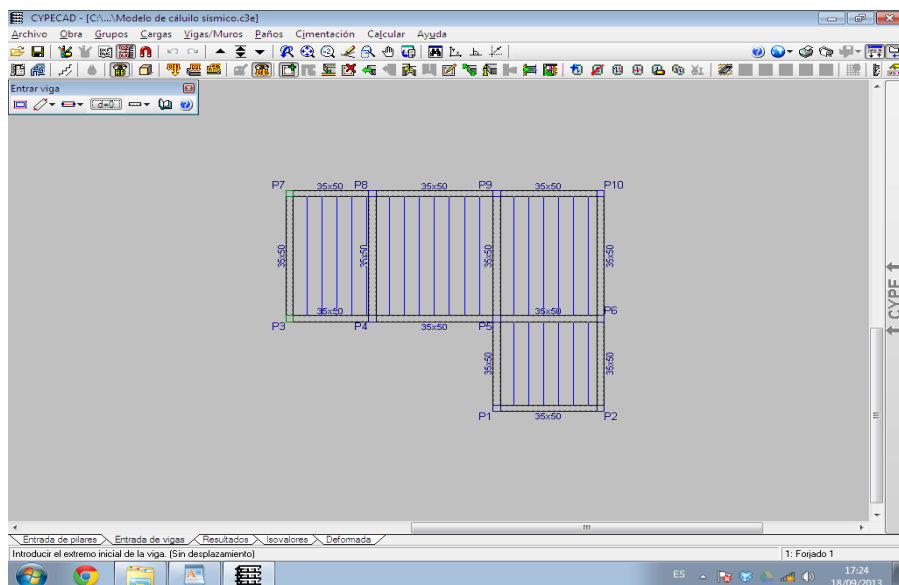 CYPECAD - [C:\...\Modelo de cáluilo sísmico.c3e]
Archivo Obra Grupos Cargas Vigas/Muros Paños Cimentación Calcular Ayuda
Entrar viga
P7 35x50 P8 35x50 P9 35x50 P10
35x50 35x50 35x50 35x50
35x50 35x50 P6
P3 P4 35x50 P5
35x50 35x50
P1 35x50 P2
CYPE
Entrada de pilares Entrada de vigas Resultados Isovalores Deformada
Introducir el extremo inicial de la viga. (Sin desplazamiento) 1: Forjado 1
ES 17:24
18/09/2013